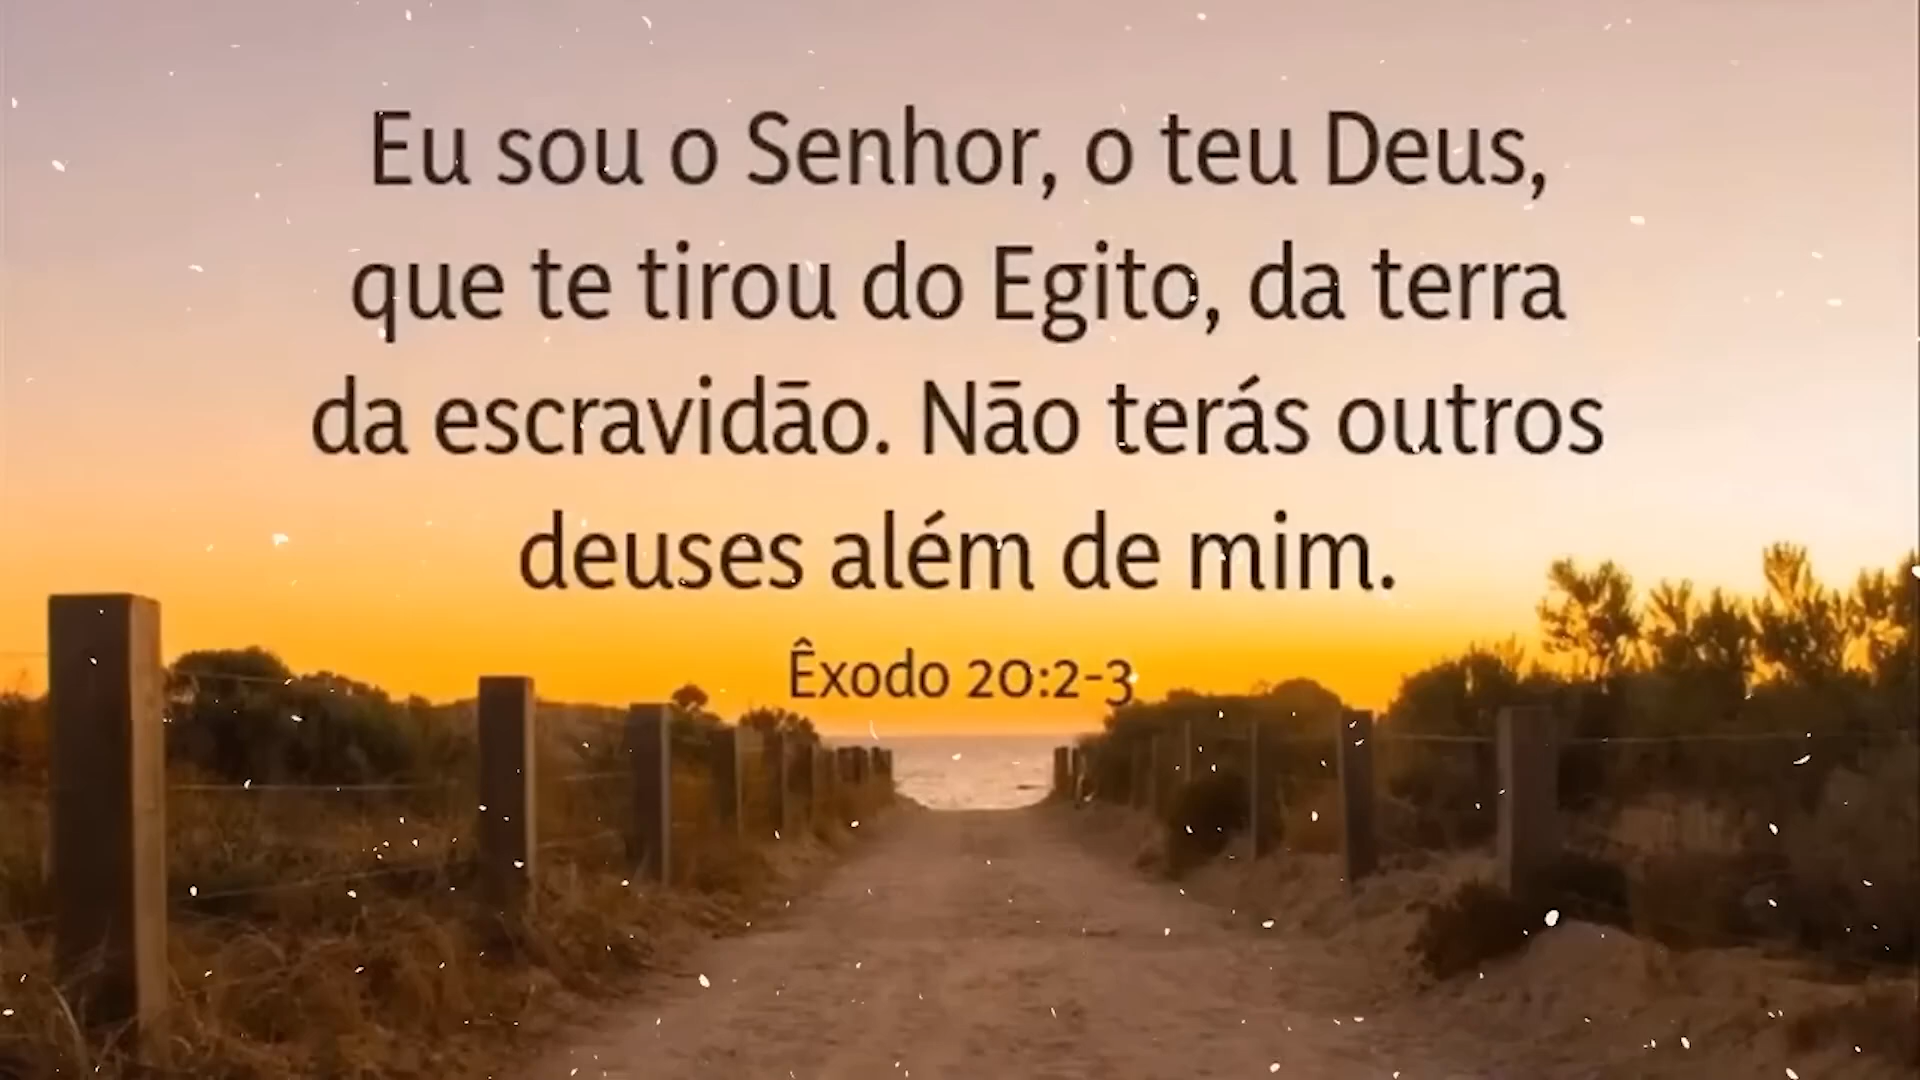 Eu sou o Senhor, o teu Deus,
que te tirou do Egito, da terra
da escravidão. Não terás outros
deuses além de mim.
Êxodo 20:2-3